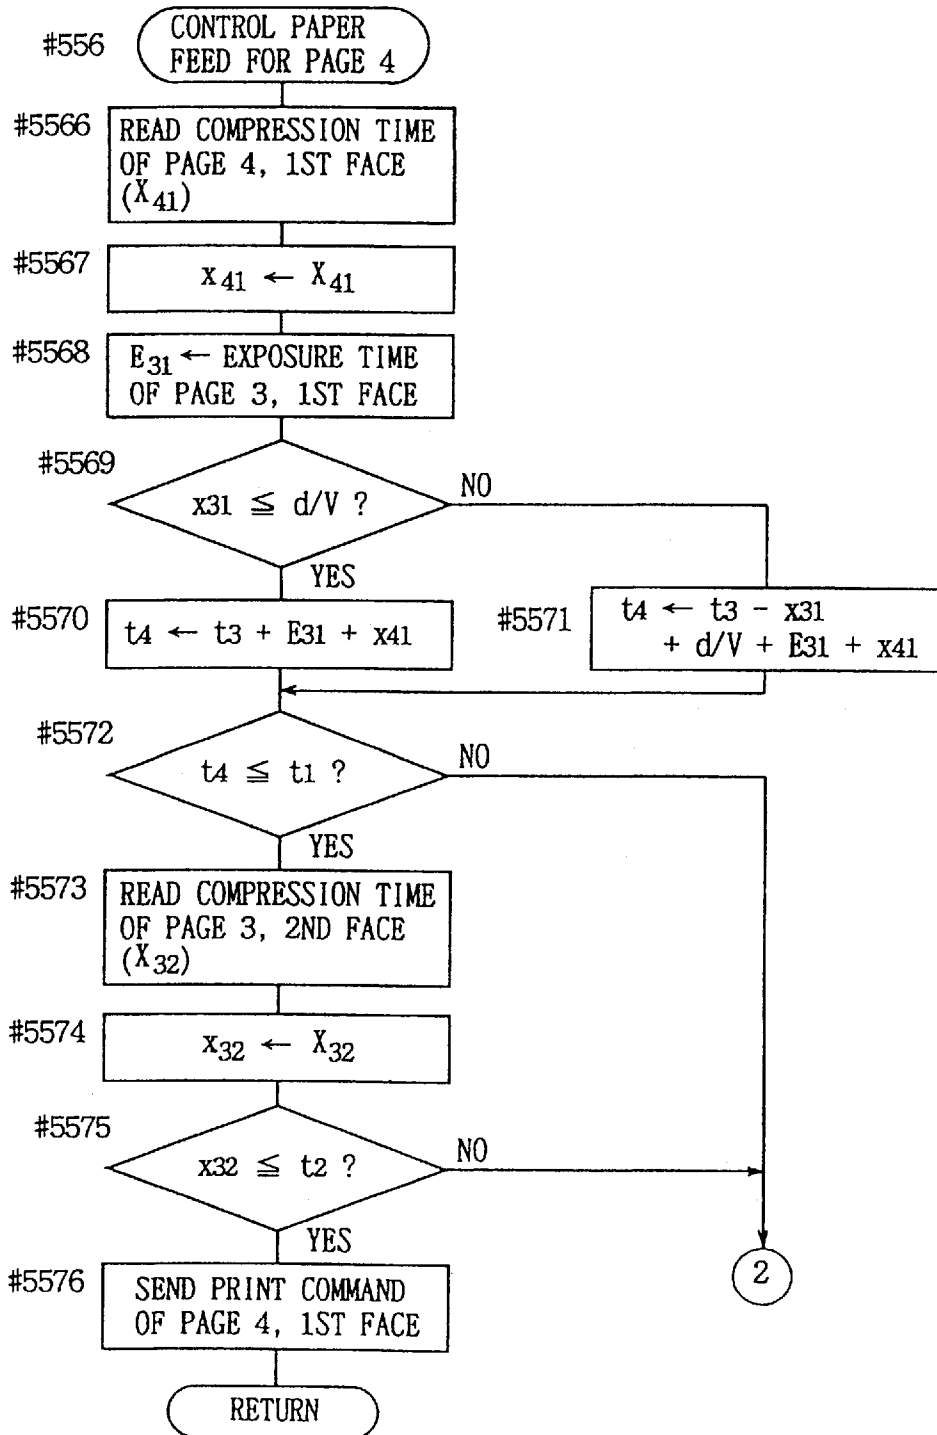 #556
CONTROL PAPER
FEED FOR PAGE 4
#5566
READ COMPRESSION TIME
OF PAGE 4, 1ST FACE
(X41)
#5567
x41 ← X41
#5568
E31 ← EXPOSURE TIME
OF PAGE 3, 1ST FACE
#5569
x31 ≦ d/V ?
NO
YES
#5570
t4 ← t3 + E31 + x41
#5571
t4 ← t3 - x31
+ d/V + E31 + x41
#5572
t4 ≦ t1 ?
NO
YES
#5573
READ COMPRESSION TIME
OF PAGE 3, 2ND FACE
(X32)
#5574
x32 ← X32
#5575
x32 ≦ t2 ?
NO
YES
#5576
SEND PRINT COMMAND
OF PAGE 4, 1ST FACE
2
RETURN